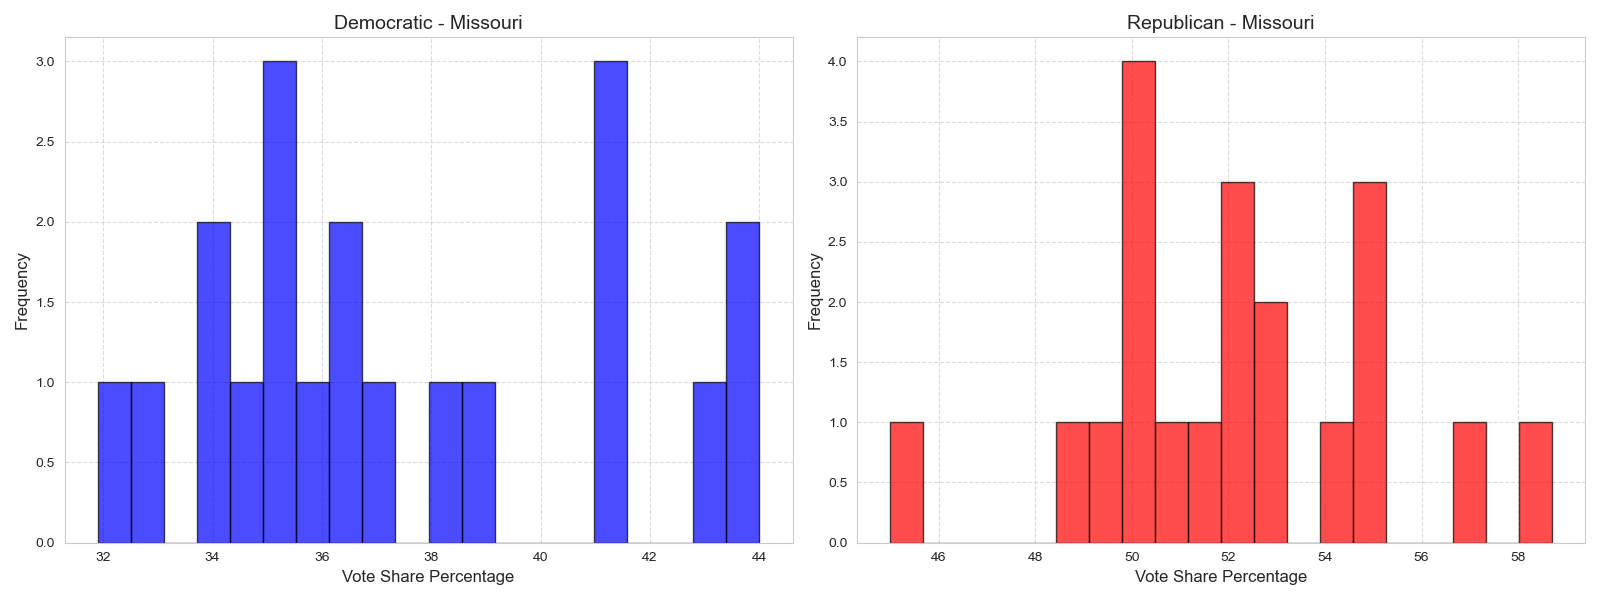 Democratic - Missouri
Frequency
3.0
2.5
2.0
1.5
1.0
0.5
0.0
32 34 36 38 40 42 44
Vote Share Percentage
Republican - Missouri
Frequency
4.0
3.5
3.0
2.5
2.0
1.5
1.0
0.5
0.0
46 48 50 52 54 56 58
Vote Share Percentage